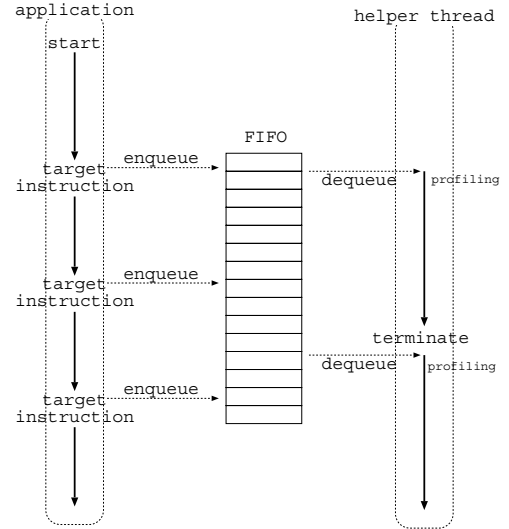 application
helper thread
start
FIFO
enqueue
target
instruction
dequeue
profiling
enqueue
target
instruction
terminate
dequeue
profiling
enqueue
target
instruction